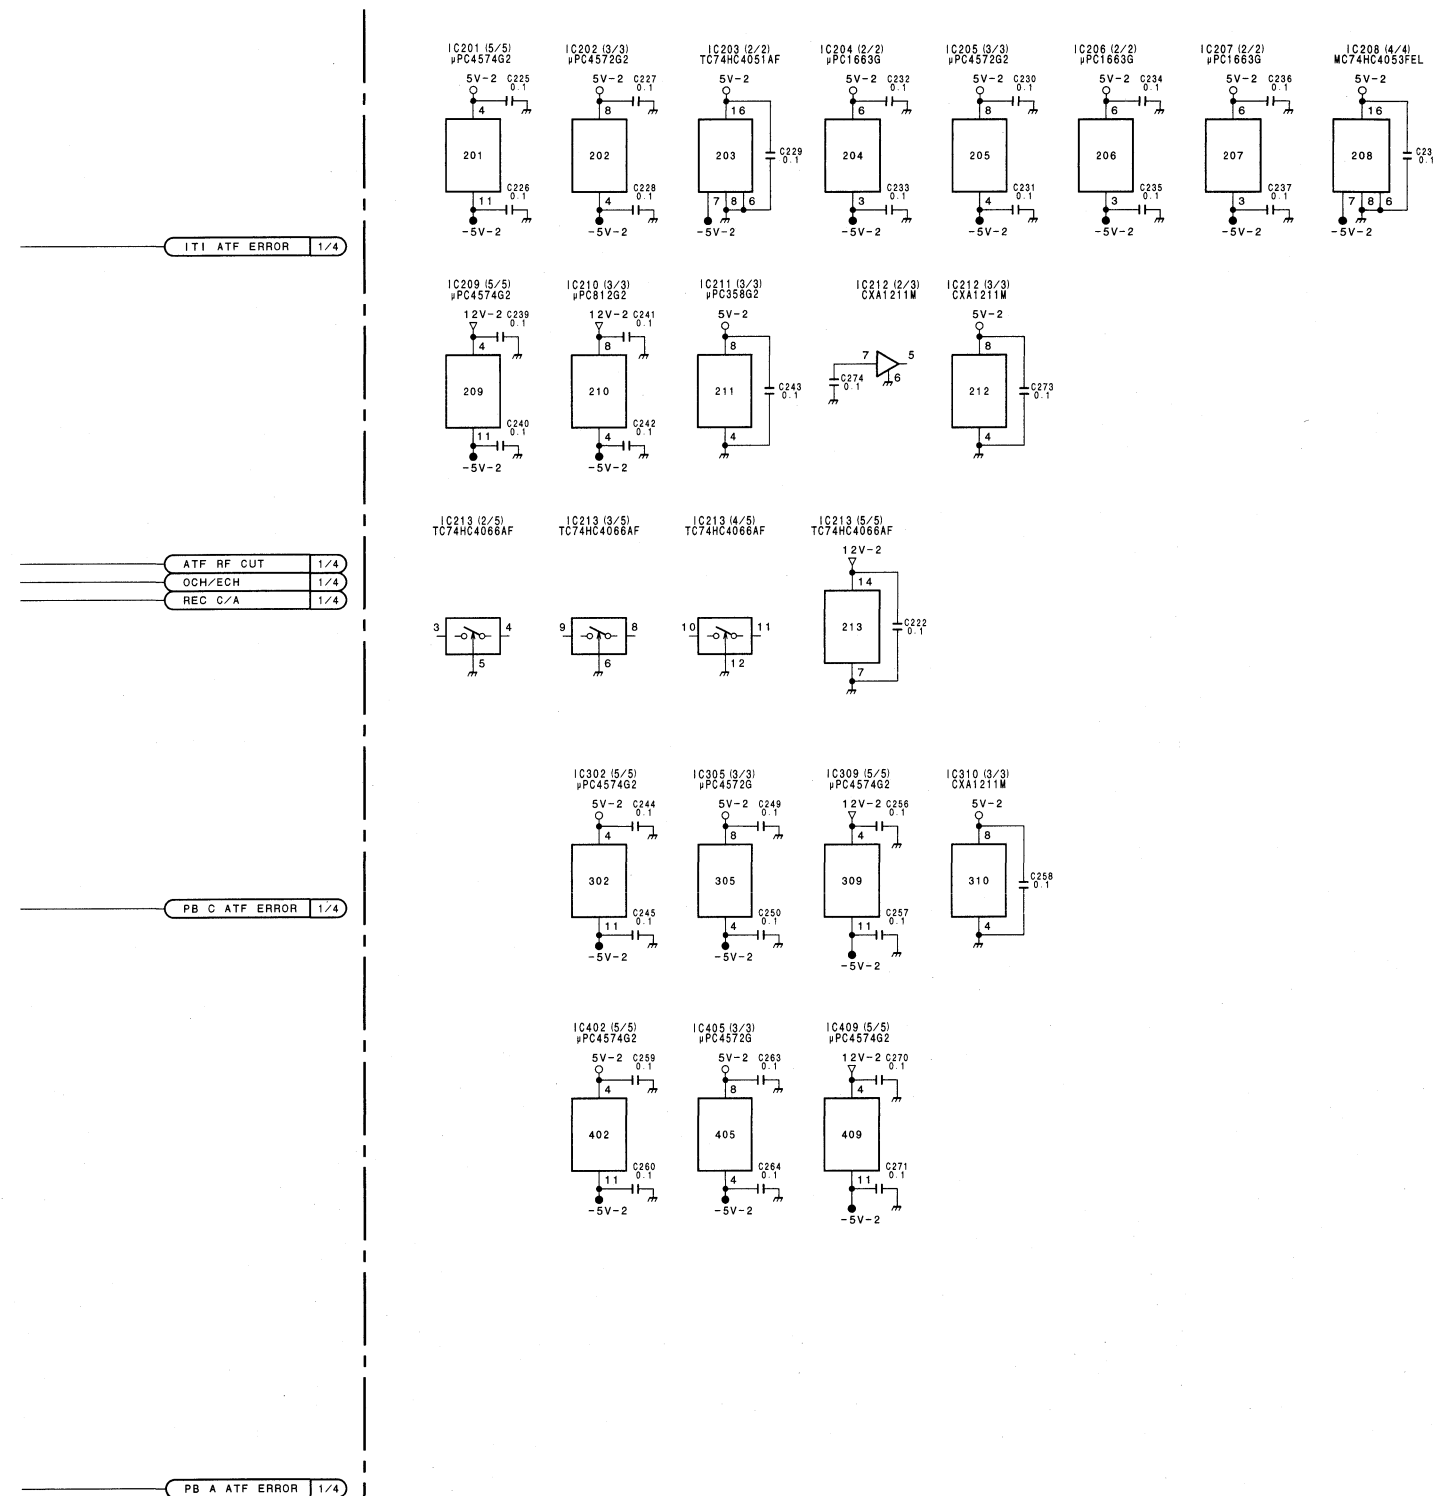 IC201 (5/5) IC202 (3/3) IC203 (2/2) IC204 (2/2) IC205 (3/3) IC206 (2/2) IC207 (2/2) IC208 (4/4)
μPC4574G2 μPC4572G2 TC74HC4051AF μPC1663G μPC4572G2 μPC1663G μPC1663G MC74HC4053FEL
5V-2 C225 5V-2 C227 5V-2 5V-2 C232 5V-2 C230 5V-2 C234 5V-2 C236 5V-2
0.1 0.1 0.1 0.1 0.1 0.1
4 8 16 6 8 6 6 16
201 202 203 C229 204 205 206 207 208 C23
0.1 0.1
C226 C228 C233 C231 C235 C237
0.1 0.1 0.1 0.1 0.1 0.1
11 4 7 8 6 3 4 3 3 7 8 6
-5V-2 -5V-2 -5V-2 -5V-2 -5V-2 -5V-2 -5V-2 -5V-2
ITI ATF ERROR 1/4
IC209 (5/5) IC210 (3/3) IC211 (3/3) IC212 (2/3) IC212 (3/3)
μPC4574G2 μPC812G2 μPC358G2 CXA1211M CXA1211M
12V-2 C239 12V-2 C241 5V-2 5V-2
0.1 0.1
4 8 8 8
7 5
C274 6
0.1
209 210 211 C243 212 C273
0.1 0.1
C240 C242
0.1 0.1
11 4 4 4
-5V-2 -5V-2
IC213 (2/5) IC213 (3/5) IC213 (4/5) IC213 (5/5)
TC74HC4066AF TC74HC4066AF TC74HC4066AF TC74HC4066AF
12V-2
ATF RF CUT 1/4
OCH/ECH 1/4
14
REC C/A 1/4
3 4 9 8 10 11 213 C222
0.1
5 6 12 7
IC302 (5/5) IC305 (3/3) IC309 (5/5) IC310 (3/3)
μPC4574G2 μPC4572G μPC4574G2 CXA1211M
5V-2 C244 5V-2 C249 12V-2 C256 5V-2
0.1 0.1 0.1
4 8 4 8
302 305 309 310 C258
0.1
PB C ATF ERROR 1/4
C245 C250 C257
0.1 0.1 0.1
11 4 11 4
-5V-2 -5V-2 -5V-2
IC402 (5/5) IC405 (3/3) IC409 (5/5)
μPC4574G2 μPC4572G μPC4574G2
5V-2 C259 5V-2 C263 12V-2 C270
0.1 0.1 0.1
4 8 4
402 405 409
C260 C264 C271
0.1 0.1 0.1
11 4 11
-5V-2 -5V-2 -5V-2
PB A ATF ERROR 1/4